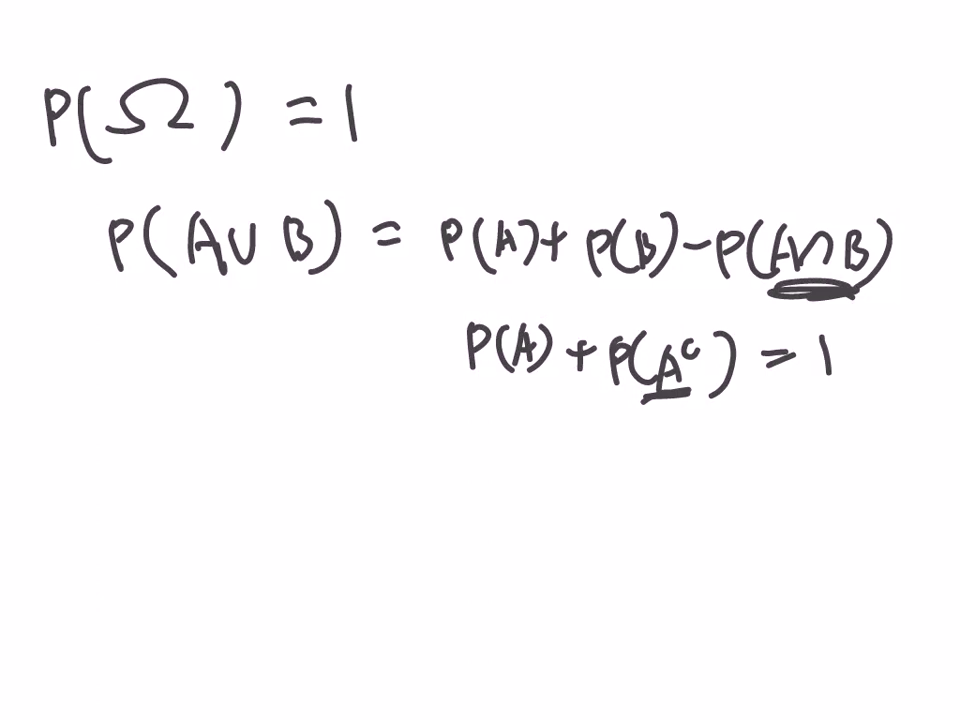 P(Ω) = 1
P(A∪B) = P(A)+P(B)-P(A∩B)
P(A)+P(Aᶜ) = 1